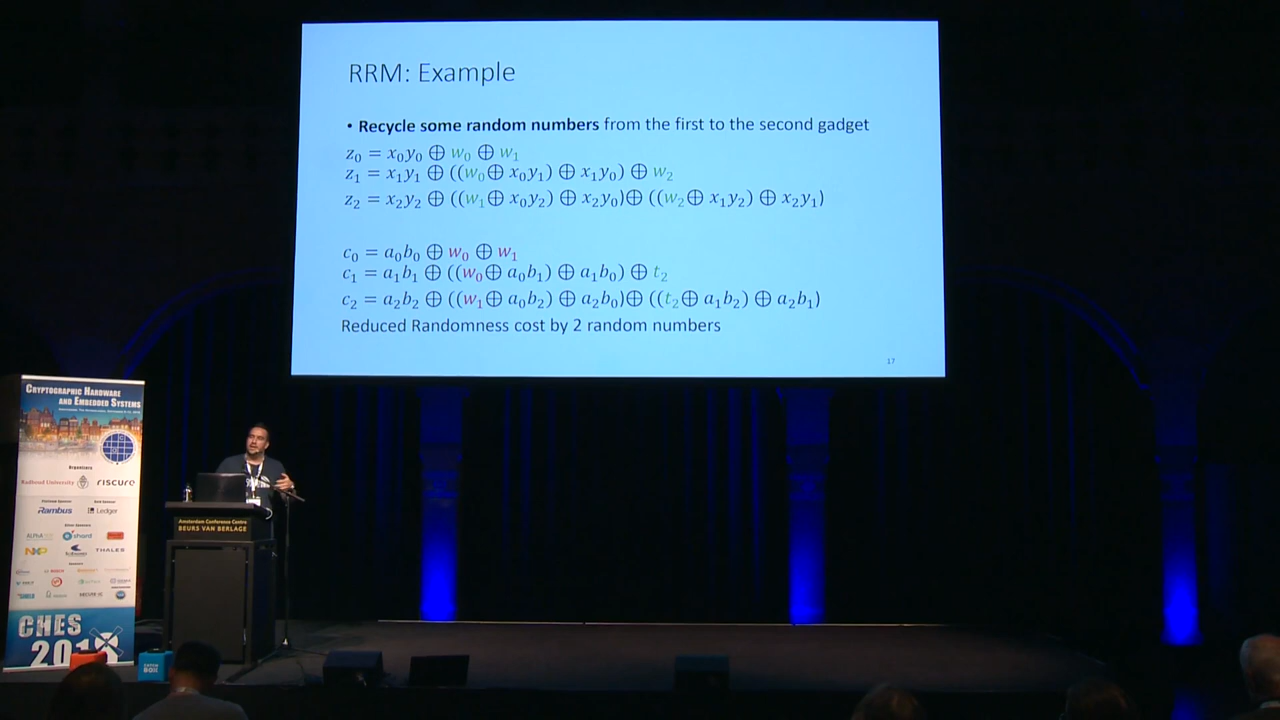 RRM: Example
• Recycle some random numbers from the first to the second gadget
z₀ = x₀y₀ ⊕ w₀ ⊕ w₁
z₁ = x₁y₁ ⊕ ((w₀⊕ x₀y₁) ⊕ x₁y₀) ⊕ w₂
z₂ = x₂y₂ ⊕ ((w₁⊕ x₀y₂) ⊕ x₂y₀)⊕ ((w₂⊕ x₁y₂) ⊕ x₂y₁)
c₀ = a₀b₀ ⊕ w₀ ⊕ w₁
c₁ = a₁b₁ ⊕ ((w₀⊕ a₀b₁) ⊕ a₁b₀) ⊕ t₂
c₂ = a₂b₂ ⊕ ((w₁⊕ a₀b₂) ⊕ a₂b₀)⊕ ((t₂⊕ a₁b₂) ⊕ a₂b₁)
Reduced Randomness cost by 2 random numbers
17
Cryptographic Hardware
and Embedded Systems
Organisers
Radboud University
riscure
Rambus
Ledger
shard
NXP
THALES
CHES
Amsterdam Conference Centre
BEURS VAN BERLAGE